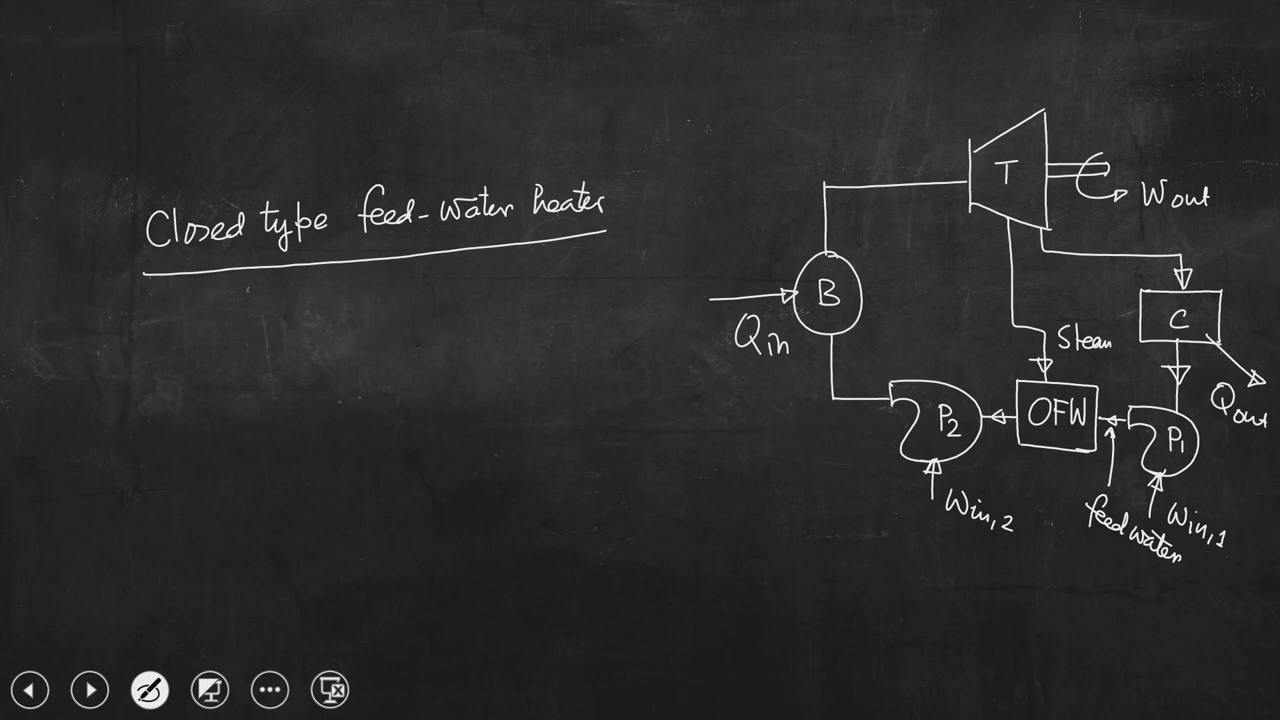 Closed type feed-water heater
T
Wout
B
Qin
C
Steam
Qout
OFW
P2
P1
Win,2
feed water
Win,1